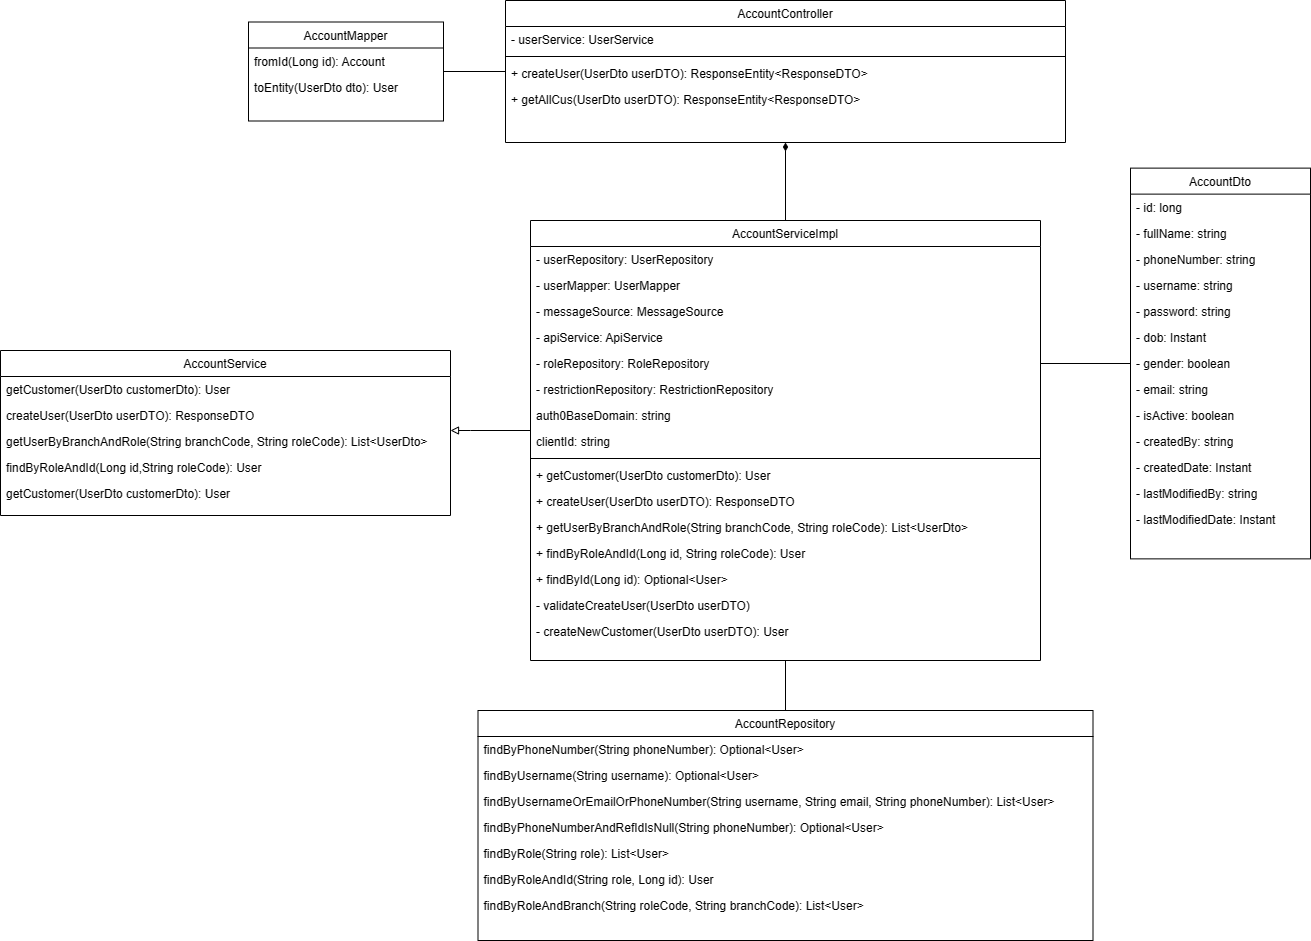 AccountMapper
fromId(Long id): Account
toEntity(UserDto dto): User
AccountController
- userService: UserService
+ createUser(UserDto userDTO): ResponseEntity<ResponseDTO>
+ getAllCus(UserDto userDTO): ResponseEntity<ResponseDTO>
AccountDto
- id: long
- fullName: string
- phoneNumber: string
- username: string
- password: string
- dob: Instant
- gender: boolean
- email: string
- isActive: boolean
- createdBy: string
- createdDate: Instant
- lastModifiedBy: string
- lastModifiedDate: Instant
AccountServiceImpl
- userRepository: UserRepository
- userMapper: UserMapper
- messageSource: MessageSource
- apiService: ApiService
- roleRepository: RoleRepository
- restrictionRepository: RestrictionRepository
auth0BaseDomain: string
clientId: string
+ getCustomer(UserDto customerDto): User
+ createUser(UserDto userDTO): ResponseDTO
+ getUserByBranchAndRole(String branchCode, String roleCode): List<UserDto>
+ findByRoleAndId(Long id, String roleCode): User
+ findById(Long id): Optional<User>
- validateCreateUser(UserDto userDTO)
- createNewCustomer(UserDto userDTO): User
AccountService
getCustomer(UserDto customerDto): User
createUser(UserDto userDTO): ResponseDTO
getUserByBranchAndRole(String branchCode, String roleCode): List<UserDto>
findByRoleAndId(Long id,String roleCode): User
getCustomer(UserDto customerDto): User
AccountRepository
findByPhoneNumber(String phoneNumber): Optional<User>
findByUsername(String username): Optional<User>
findByUsernameOrEmailOrPhoneNumber(String username, String email, String phoneNumber): List<User>
findByPhoneNumberAndRefIdIsNull(String phoneNumber): Optional<User>
findByRole(String role): List<User>
findByRoleAndId(String role, Long id): User
findByRoleAndBranch(String roleCode, String branchCode): List<User>